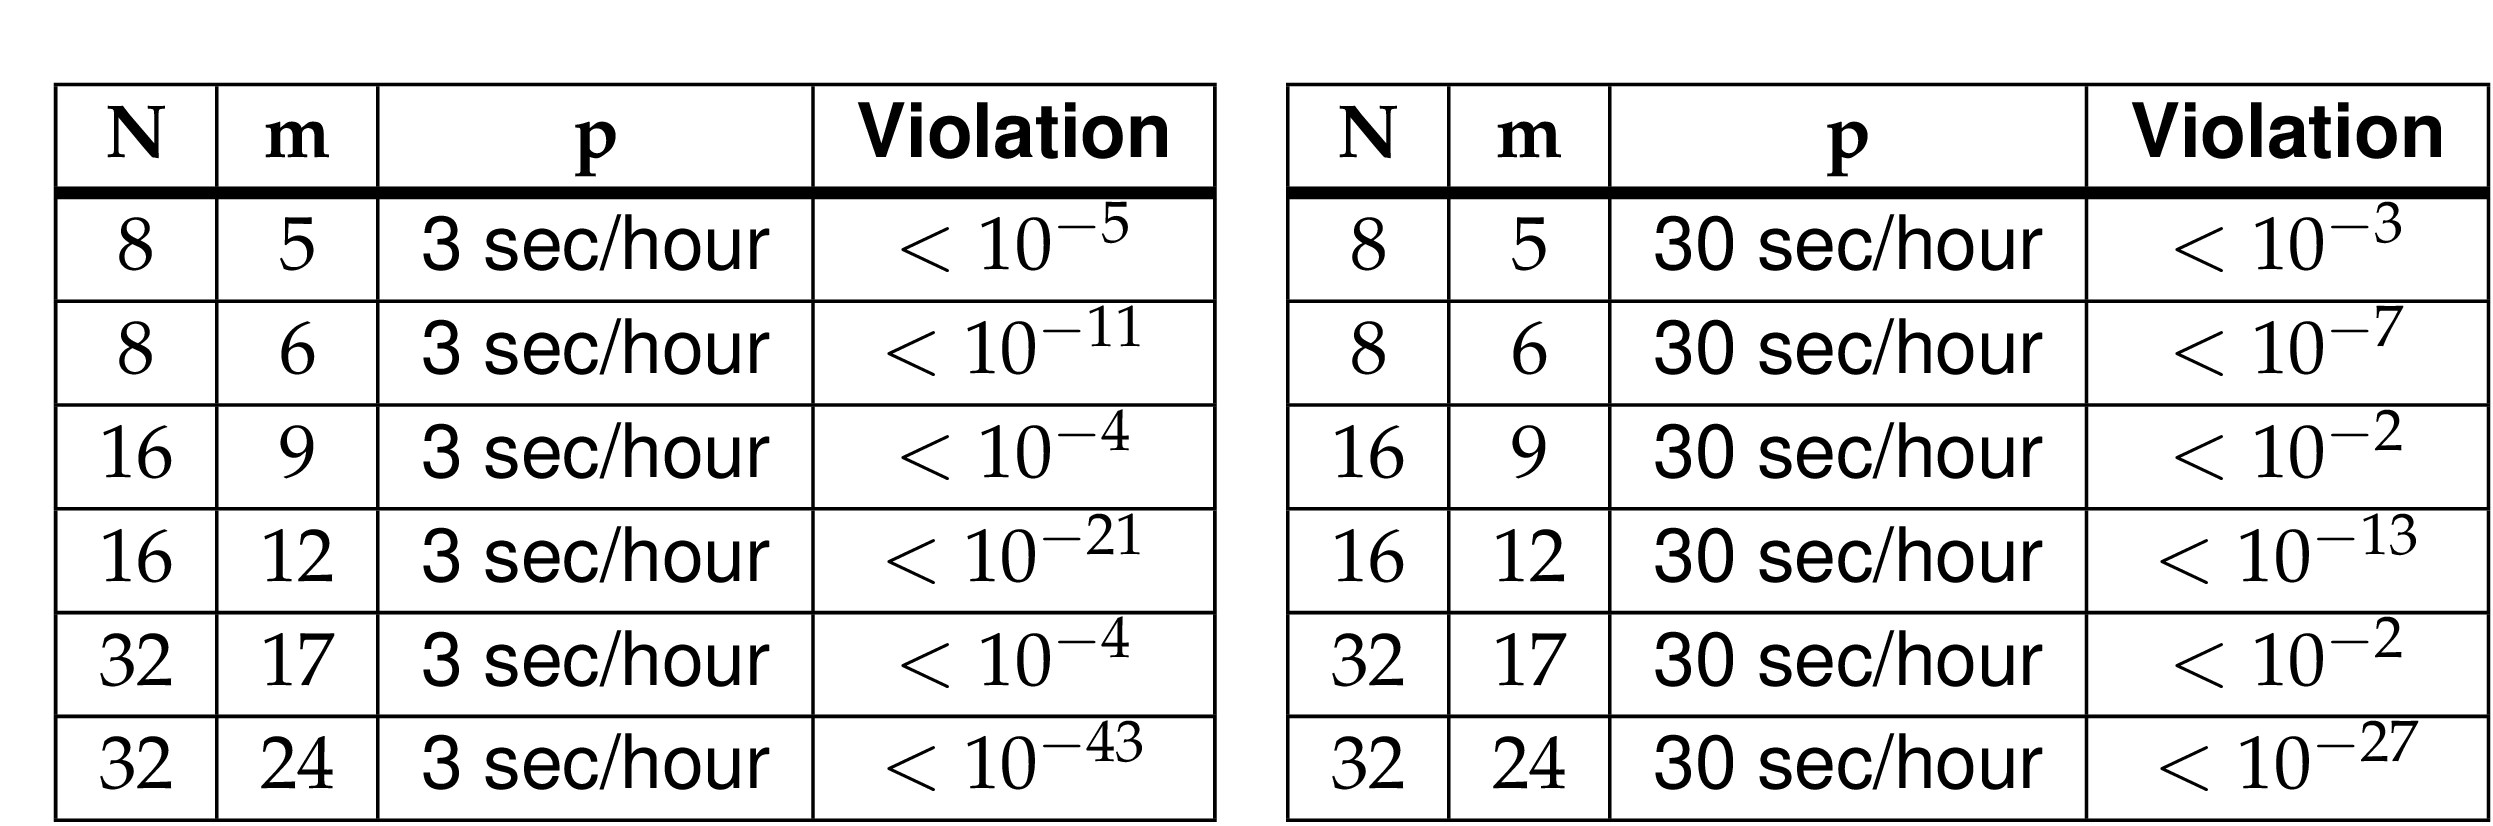 N m p Violation N m p Violation
8 5 3 sec/hour < 10⁻⁵ 8 5 30 sec/hour < 10⁻³
8 6 3 sec/hour < 10⁻¹¹ 8 6 30 sec/hour < 10⁻⁷
16 9 3 sec/hour < 10⁻⁴ 16 9 30 sec/hour < 10⁻²
16 12 3 sec/hour < 10⁻²¹ 16 12 30 sec/hour < 10⁻¹³
32 17 3 sec/hour < 10⁻⁴ 32 17 30 sec/hour < 10⁻²
32 24 3 sec/hour < 10⁻⁴³ 32 24 30 sec/hour < 10⁻²⁷